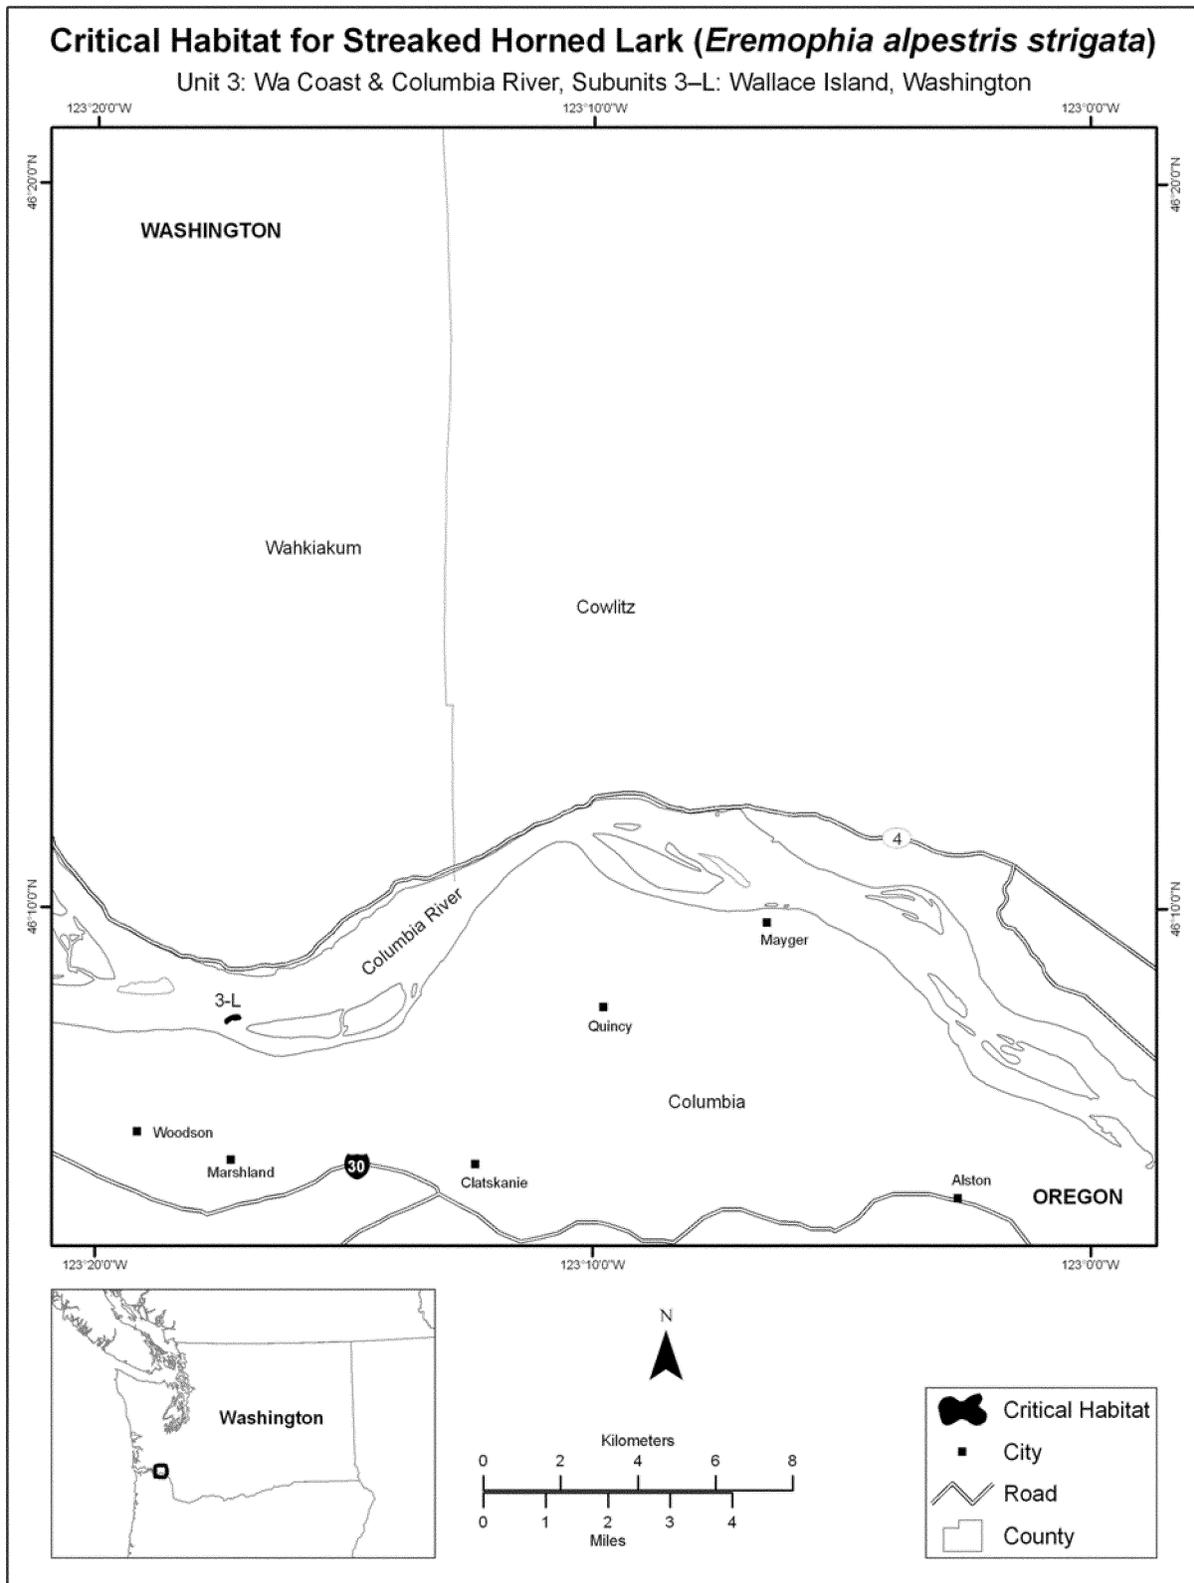 Critical Habitat for Streaked Horned Lark (Eremophia alpestris strigata)
Unit 3: Wa Coast & Columbia River, Subunits 3–L: Wallace Island, Washington
123°20'0"W 123°10'0"W 123°0'0"W
46°20'0"N 46°20'0"N
WASHINGTON
Wahkiakum
Cowlitz
4
46°10'0"N 46°10'0"N
Columbia River
Mayger
3-L
Quincy
Columbia
Woodson
Marshland
30
Clatskanie
Alston
OREGON
123°20'0"W 123°10'0"W 123°0'0"W
Washington
N
Kilometers
0 2 4 6 8
0 1 2 3 4
Miles
Critical Habitat
City
Road
County